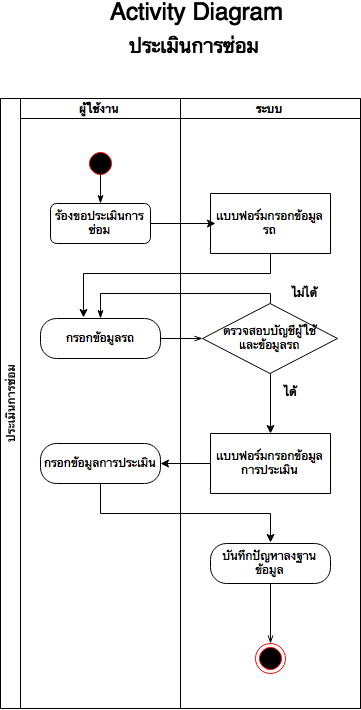 Activity Diagram
ประเมินการซ่อม
ผู้ใช้งาน
ระบบ
ร้องขอประเมินการ
ซ่อม
แบบฟอร์มกรอกข้อมูล
รถ
ไม่ได้
กรอกข้อมูลรถ
ตรวจสอบบัญชีผู้ใช้
และข้อมูลรถ
ได้
ประเมินการซ่อม
กรอกข้อมูลการประเมิน
แบบฟอร์มกรอกข้อมูล
การประเมิน
บันทึกปัญหาลงฐาน
ข้อมูล